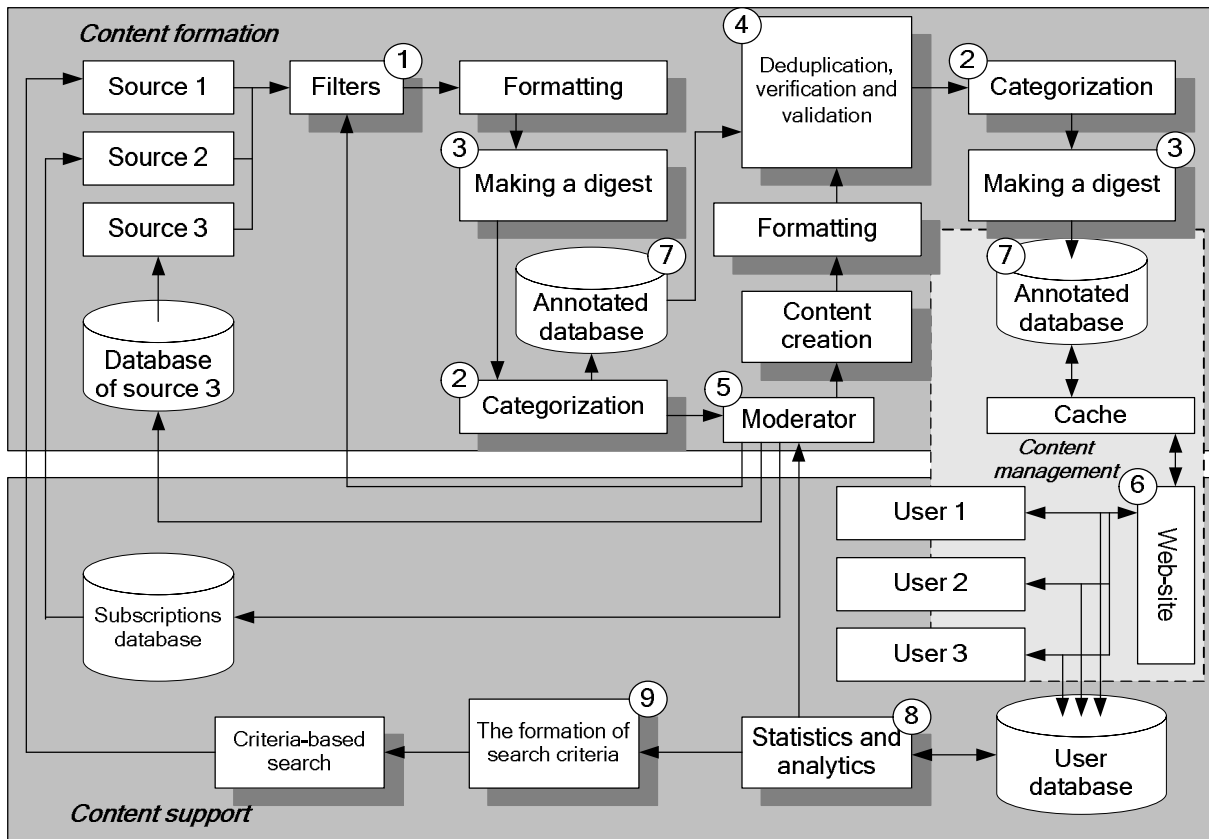 Content formation
Source 1
Source 2
Source 3
Database
of source 3
1
Filters
Formatting
3
Making a digest
7
Annotated
database
2
Categorization
4
Deduplication,
verification and
validation
Formatting
Content
creation
5
Moderator
2
Categorization
3
Making a digest
7
Annotated
database
Cache
Content
management
6
Web-site
User 1
User 2
User 3
Subscriptions
database
Criteria-based
search
9
The formation of
search criteria
8
Statistics and
analytics
User
database
Content support